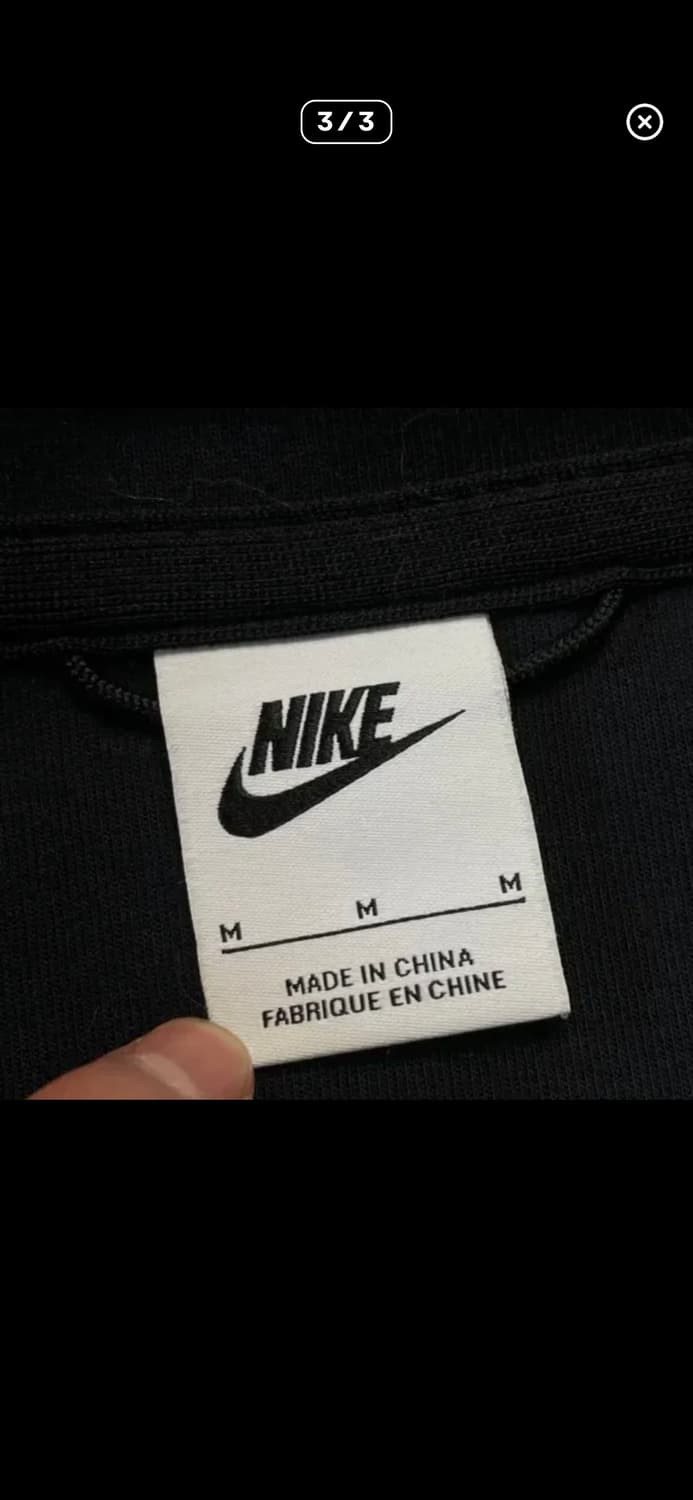 3/3
NIKE
M M M
MADE IN CHINA
FABRIQUE EN CHINE